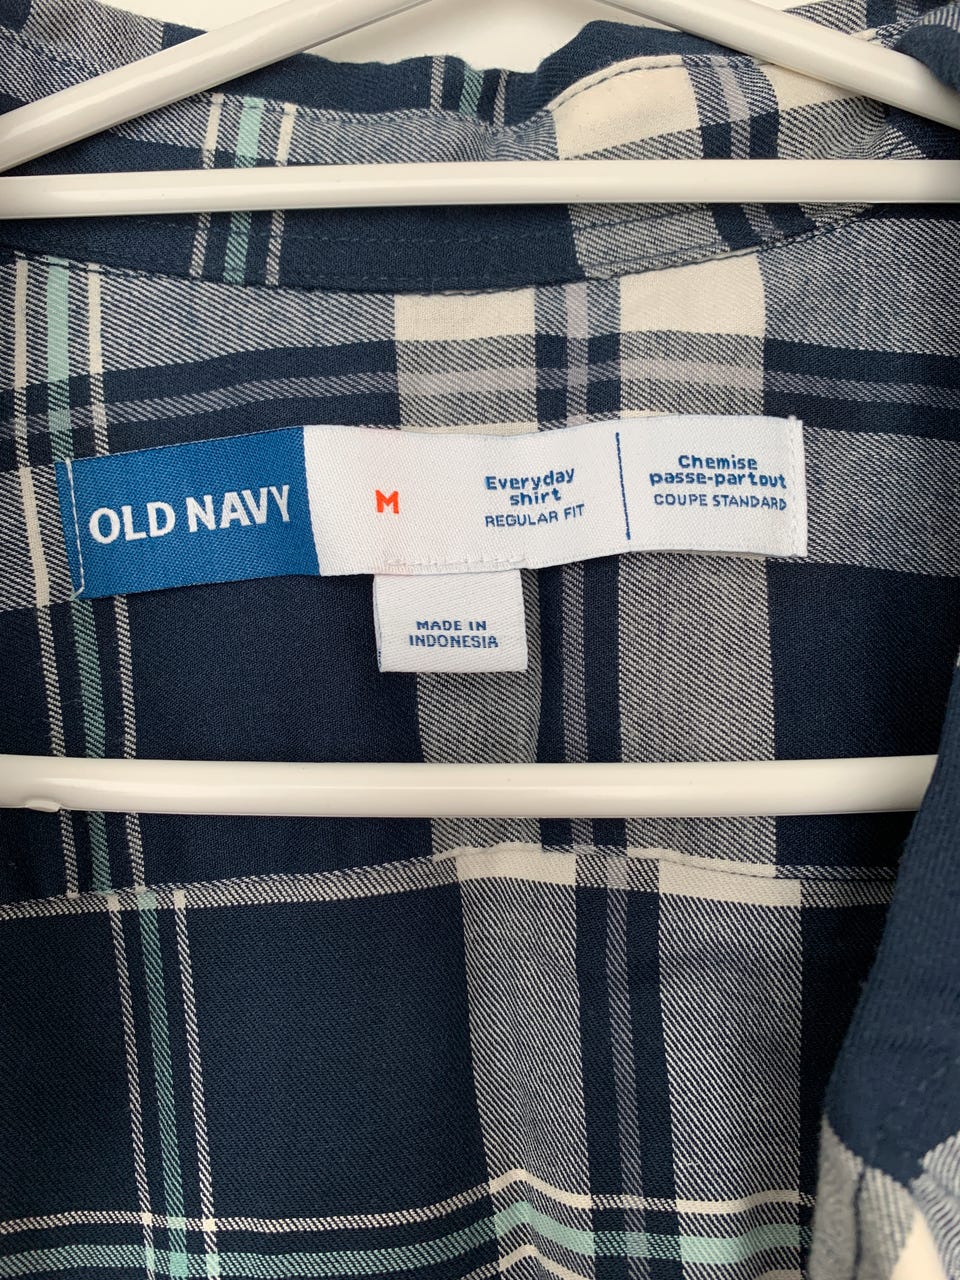 OLD NAVY
M
Everyday
shirt
REGULAR FIT
Chemise
passe-partout
COUPE STANDARD
MADE IN
INDONESIA